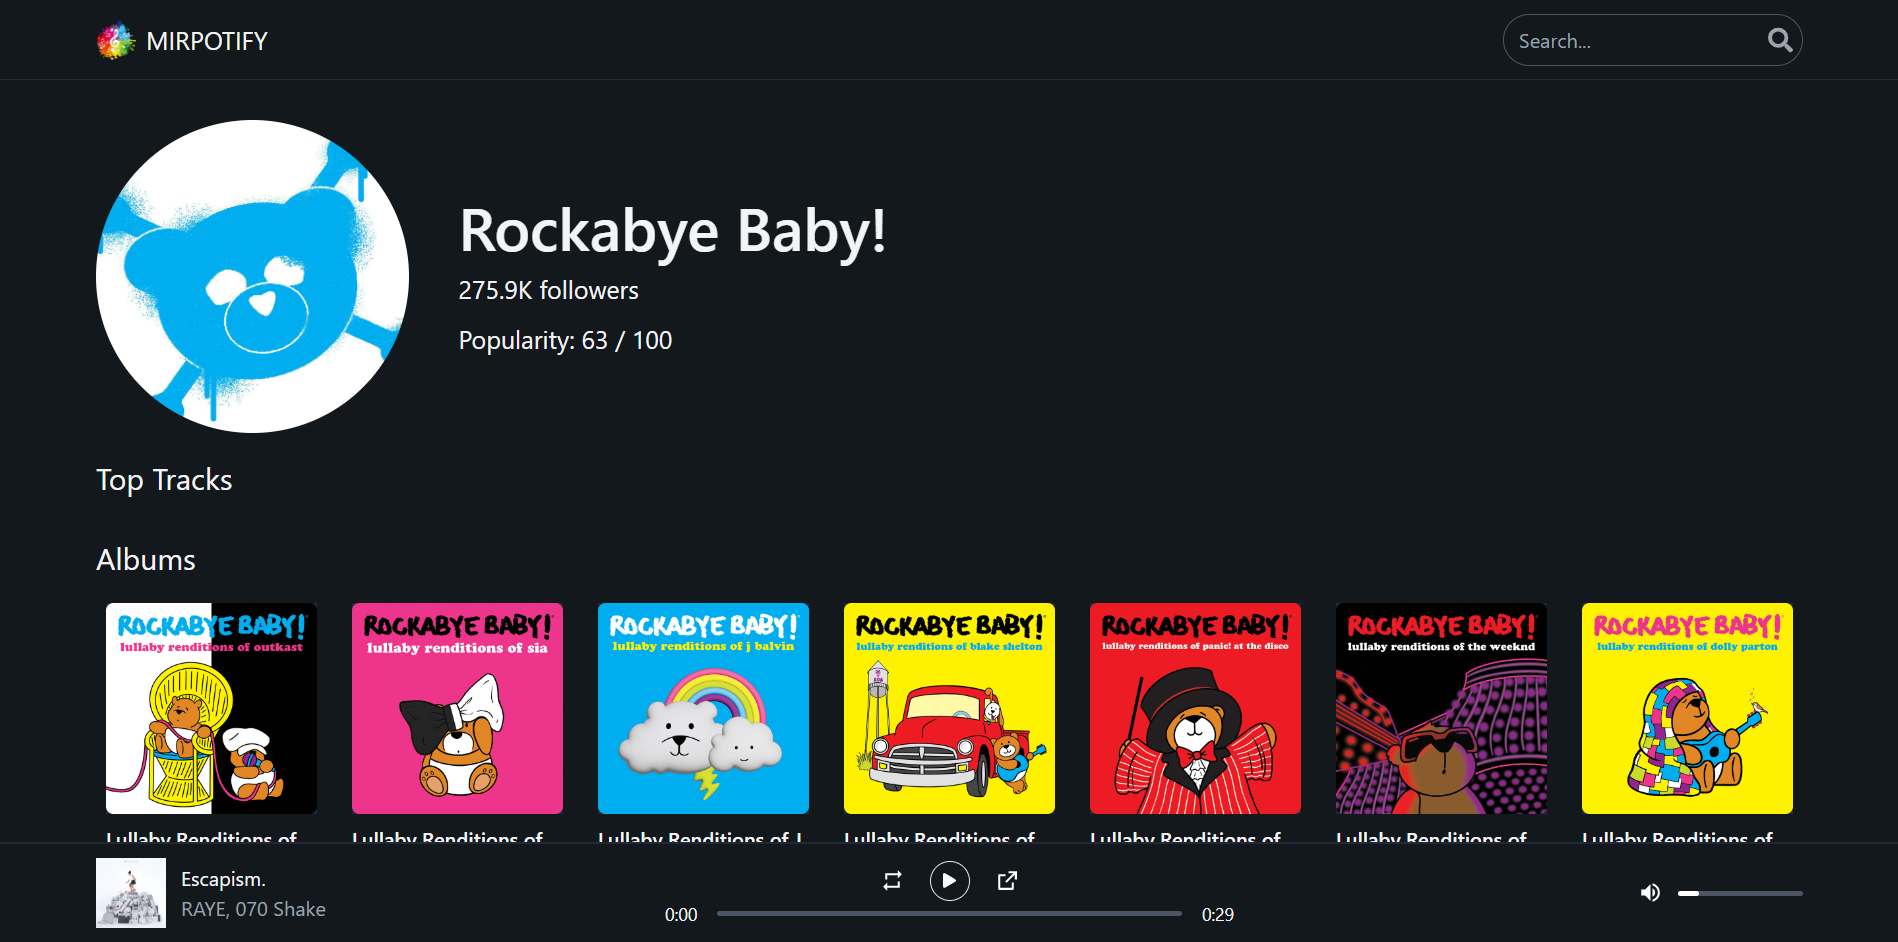 MIRPOTIFY
Search...
Rockabye Baby!
275.9K followers
Popularity: 63 / 100
Top Tracks
Albums
ROCKABYE BABY!
lullaby renditions of outkast
ROCKABYE BABY!
lullaby renditions of sia
ROCKABYE BABY!
lullaby renditions of j balvin
ROCKABYE BABY!
lullaby renditions of blake shelton
ROCKABYE BABY!
lullaby renditions of panic! at the disco
ROCKABYE BABY!
lullaby renditions of the weeknd
ROCKABYE BABY!
lullaby renditions of dolly parton
Lullaby Renditions of
Lullaby Renditions of
Lullaby Renditions of J
Lullaby Renditions of
Lullaby Renditions of
Lullaby Renditions of
Lullaby Renditions of
Escapism.
RAYE, 070 Shake
0:00
0:29